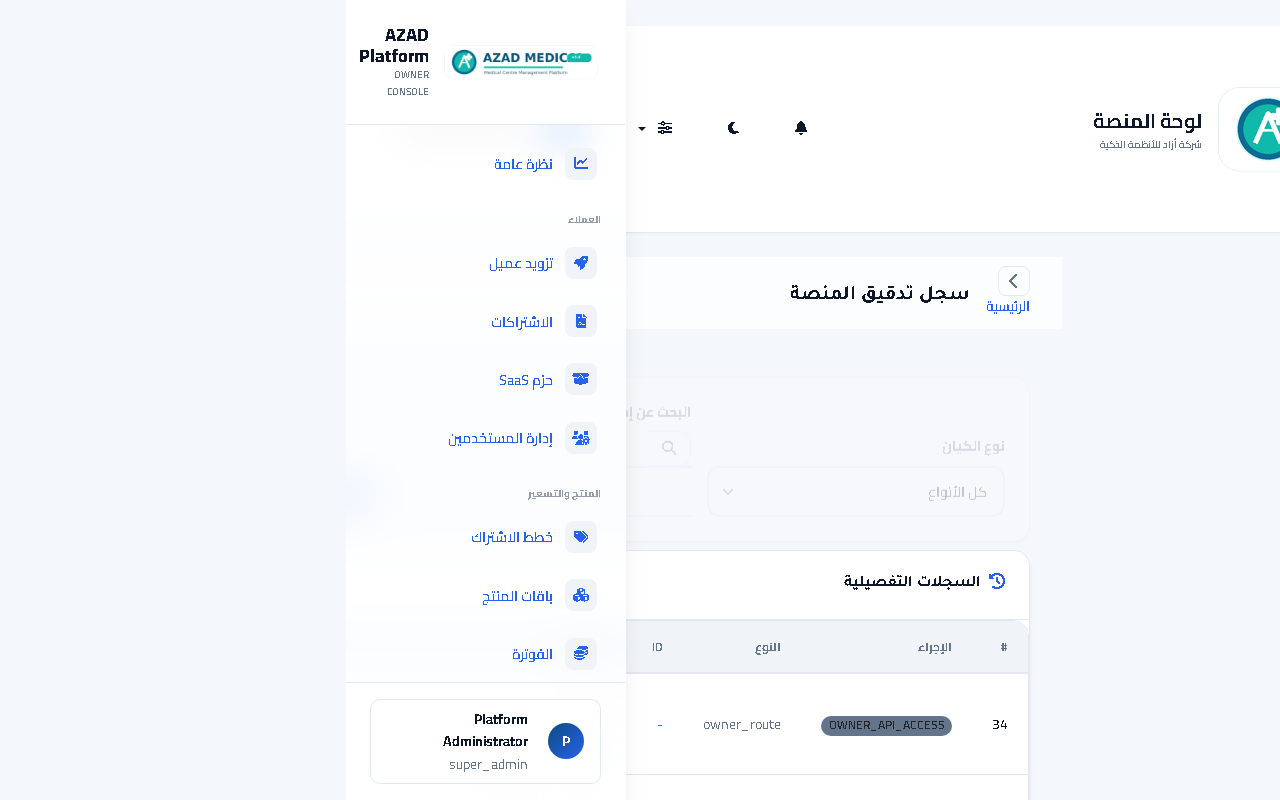 AZAD
Platform
OWNER
CONSOLE
AZAD MEDIC
Medical Centre Management Platform
نظرة عامة
العملاء
تزويد عميل
الاشتراكات
حزم SaaS
إدارة المستخدمين
المنتج والتسعير
خطط الاشتراك
باقات المنتج
الفوترة
Platform
Administrator
super_admin
P
لوحة المنصة
شركة أزاد للأنظمة الذكية
الرئيسية
سجل تدقيق المنصة
نوع الكيان
كل الأنواع
البحث عن
السجلات التفصيلية
# الإجراء النوع ID
34 OWNER_API_ACCESS owner_route -